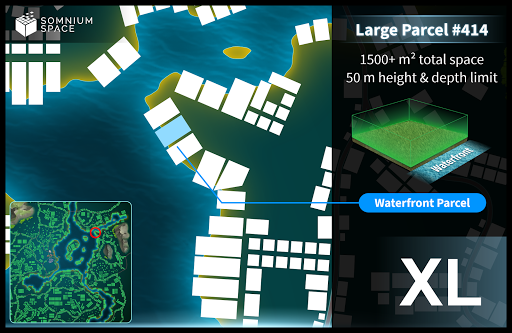 SOMNIUM
SPACE
Large Parcel #414
1500+ m² total space
50 m height & depth limit
Waterfront
Waterfront Parcel
XL